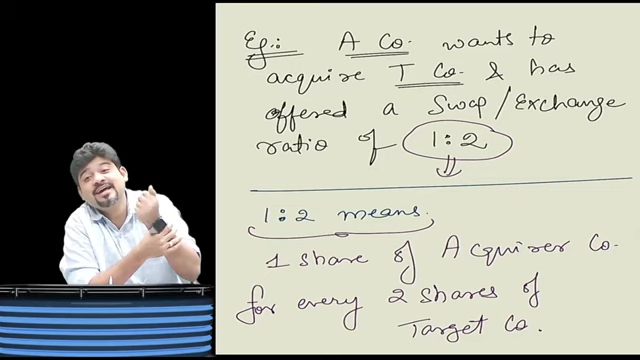 Eg.: A Co. wants to
acquire T Co. & has
offered a Swap/Exchange
ratio of 1:2
1:2 means.
1 share of Acquirer Co.
for every 2 shares of
Target Co.